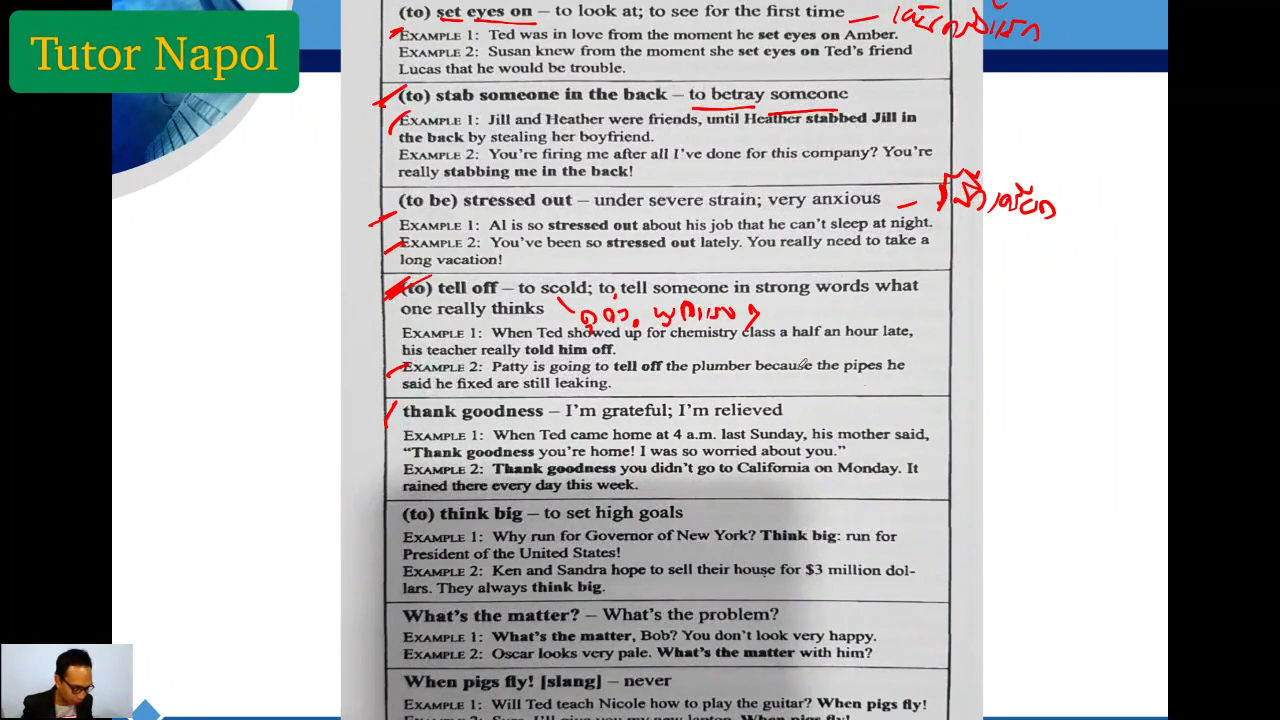 Tutor Napol
(to) set eyes on – to look at; to see for the first time
EXAMPLE 1: Ted was in love from the moment he set eyes on Amber.
EXAMPLE 2: Susan knew from the moment she set eyes on Ted's friend
Lucas that he would be trouble.
(to) stab someone in the back – to betray someone
EXAMPLE 1: Jill and Heather were friends, until Heather stabbed Jill in
the back by stealing her boyfriend.
EXAMPLE 2: You're firing me after all I've done for this company? You're
really stabbing me in the back!
(to be) stressed out – under severe strain; very anxious
EXAMPLE 1: Al is so stressed out about his job that he can't sleep at night.
EXAMPLE 2: You've been so stressed out lately. You really need to take a
long vacation!
(to) tell off – to scold; to tell someone in strong words what
one really thinks
EXAMPLE 1: When Ted showed up for chemistry class a half an hour late,
his teacher really told him off.
EXAMPLE 2: Patty is going to tell off the plumber because the pipes he
said he fixed are still leaking.
thank goodness – I'm grateful; I'm relieved
EXAMPLE 1: When Ted came home at 4 a.m. last Sunday, his mother said,
“Thank goodness you're home! I was so worried about you.”
EXAMPLE 2: Thank goodness you didn't go to California on Monday. It
rained there every day this week.
(to) think big – to set high goals
EXAMPLE 1: Why run for Governor of New York? Think big: run for
President of the United States!
EXAMPLE 2: Ken and Sandra hope to sell their house for $3 million dol-
lars. They always think big.
What's the matter? – What's the problem?
EXAMPLE 1: What's the matter, Bob? You don't look very happy.
EXAMPLE 2: Oscar looks very pale. What's the matter with him?
When pigs fly! [slang] – never
EXAMPLE 1: Will Ted teach Nicole how to play the guitar? When pigs fly!